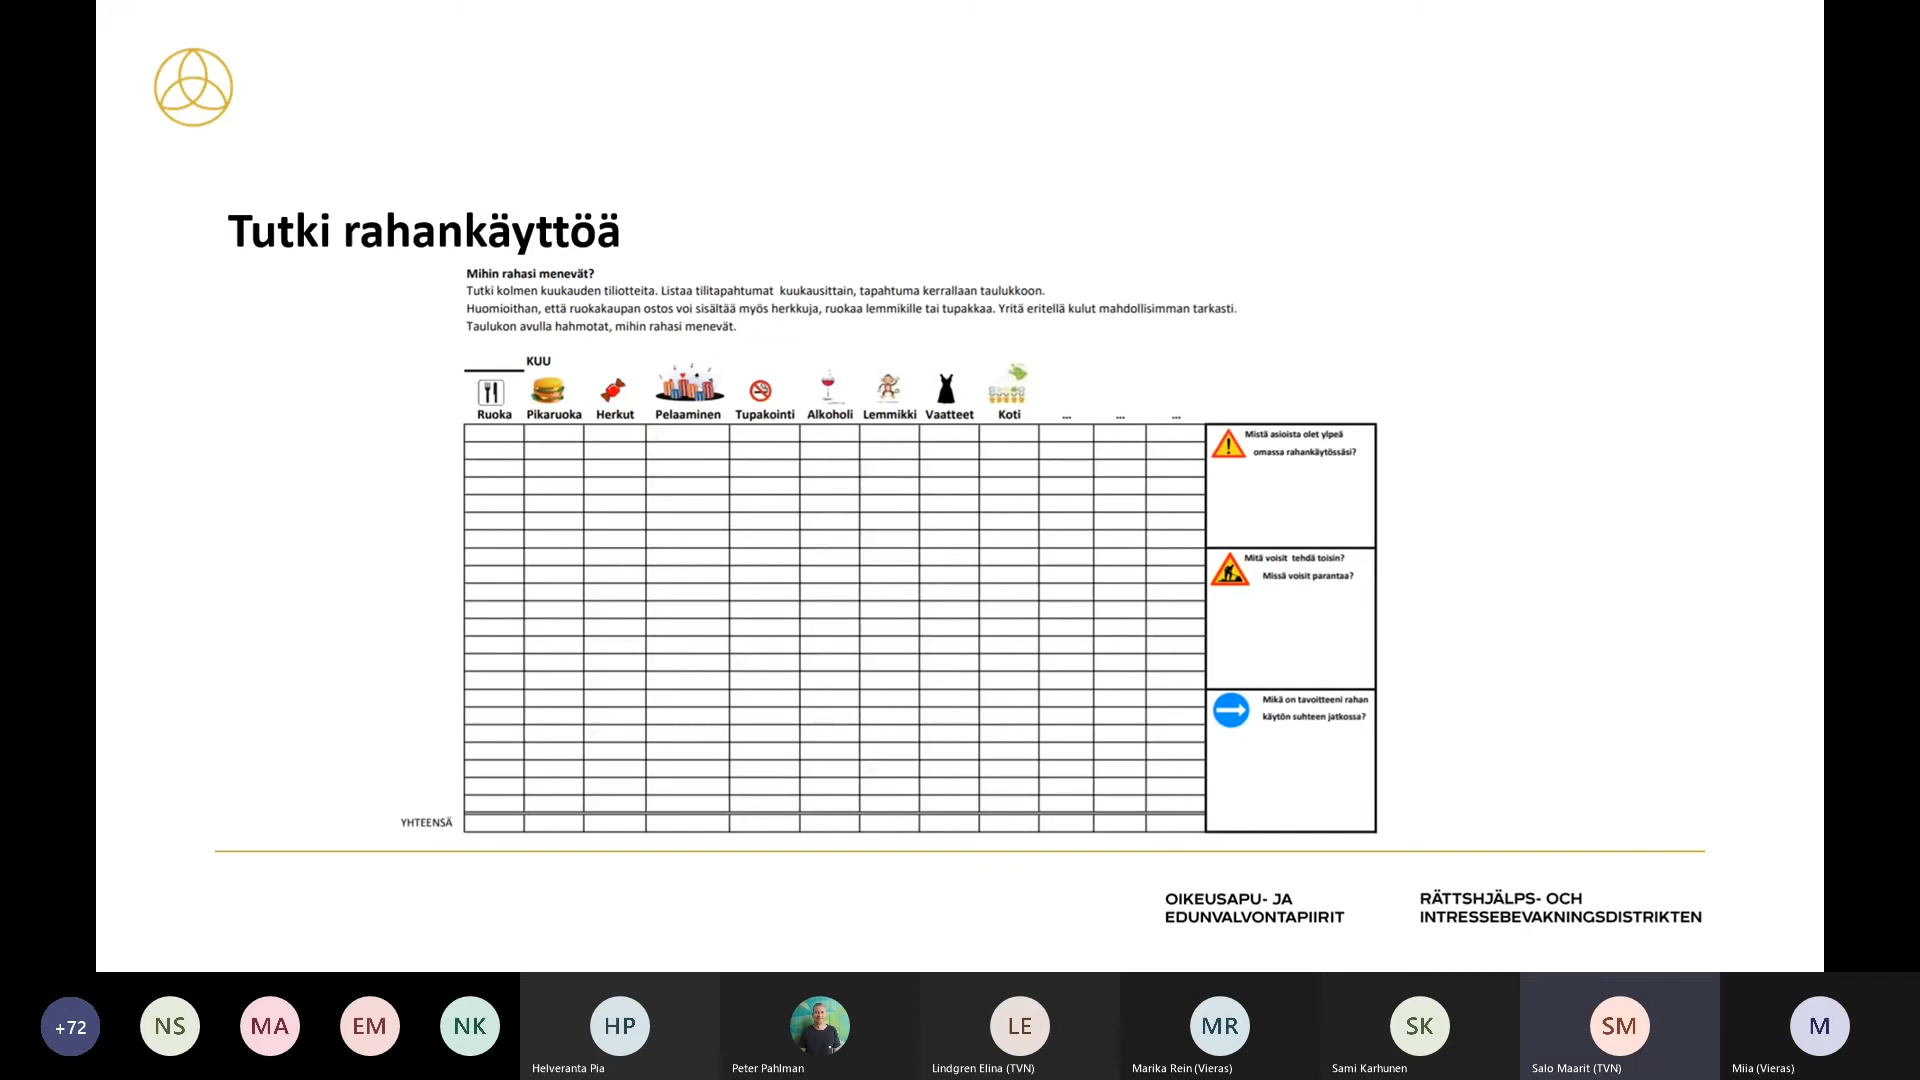 Tutki rahankäyttöä
Mihin rahasi menevät?
Tutki kolmen kuukauden tiliotteita. Listaa tilitapahtumat kuukausittain, tapahtuma kerrallaan taulukkoon.
Huomioithan, että ruokakaupan ostos voi sisältää myös herkkuja, ruokaa lemmikille tai tupakkaa. Yritä eritellä kulut mahdollisimman tarkasti.
Taulukon avulla hahmotat, mihin rahasi menevät.
KUU
Ruoka Pikaruoka Herkut Pelaaminen Tupakointi Alkoholi Lemmikki Vaatteet Koti ... ... ...
Mistä asioista olet ylpeä
omassa rahankäytössäsi?
Mitä voisit tehdä toisin?
Missä voisit parantaa?
Mikä on tavoitteeni rahan
käytön suhteen jatkossa?
YHTEENSÄ
OIKEUSAPU- JA
EDUNVALVONTAPIIRIT
RÄTTSHJÄLPS- OCH
INTRESSEBEVAKNINGSDISTRIKTEN
+72 NS MA EM NK HP LE MR SK SM M
Helveranta Pia Peter Pahlman Lindgren Elina (TVN) Marika Rein (Vieras) Sami Karhunen Salo Maarit (TVN) Miia (Vieras)